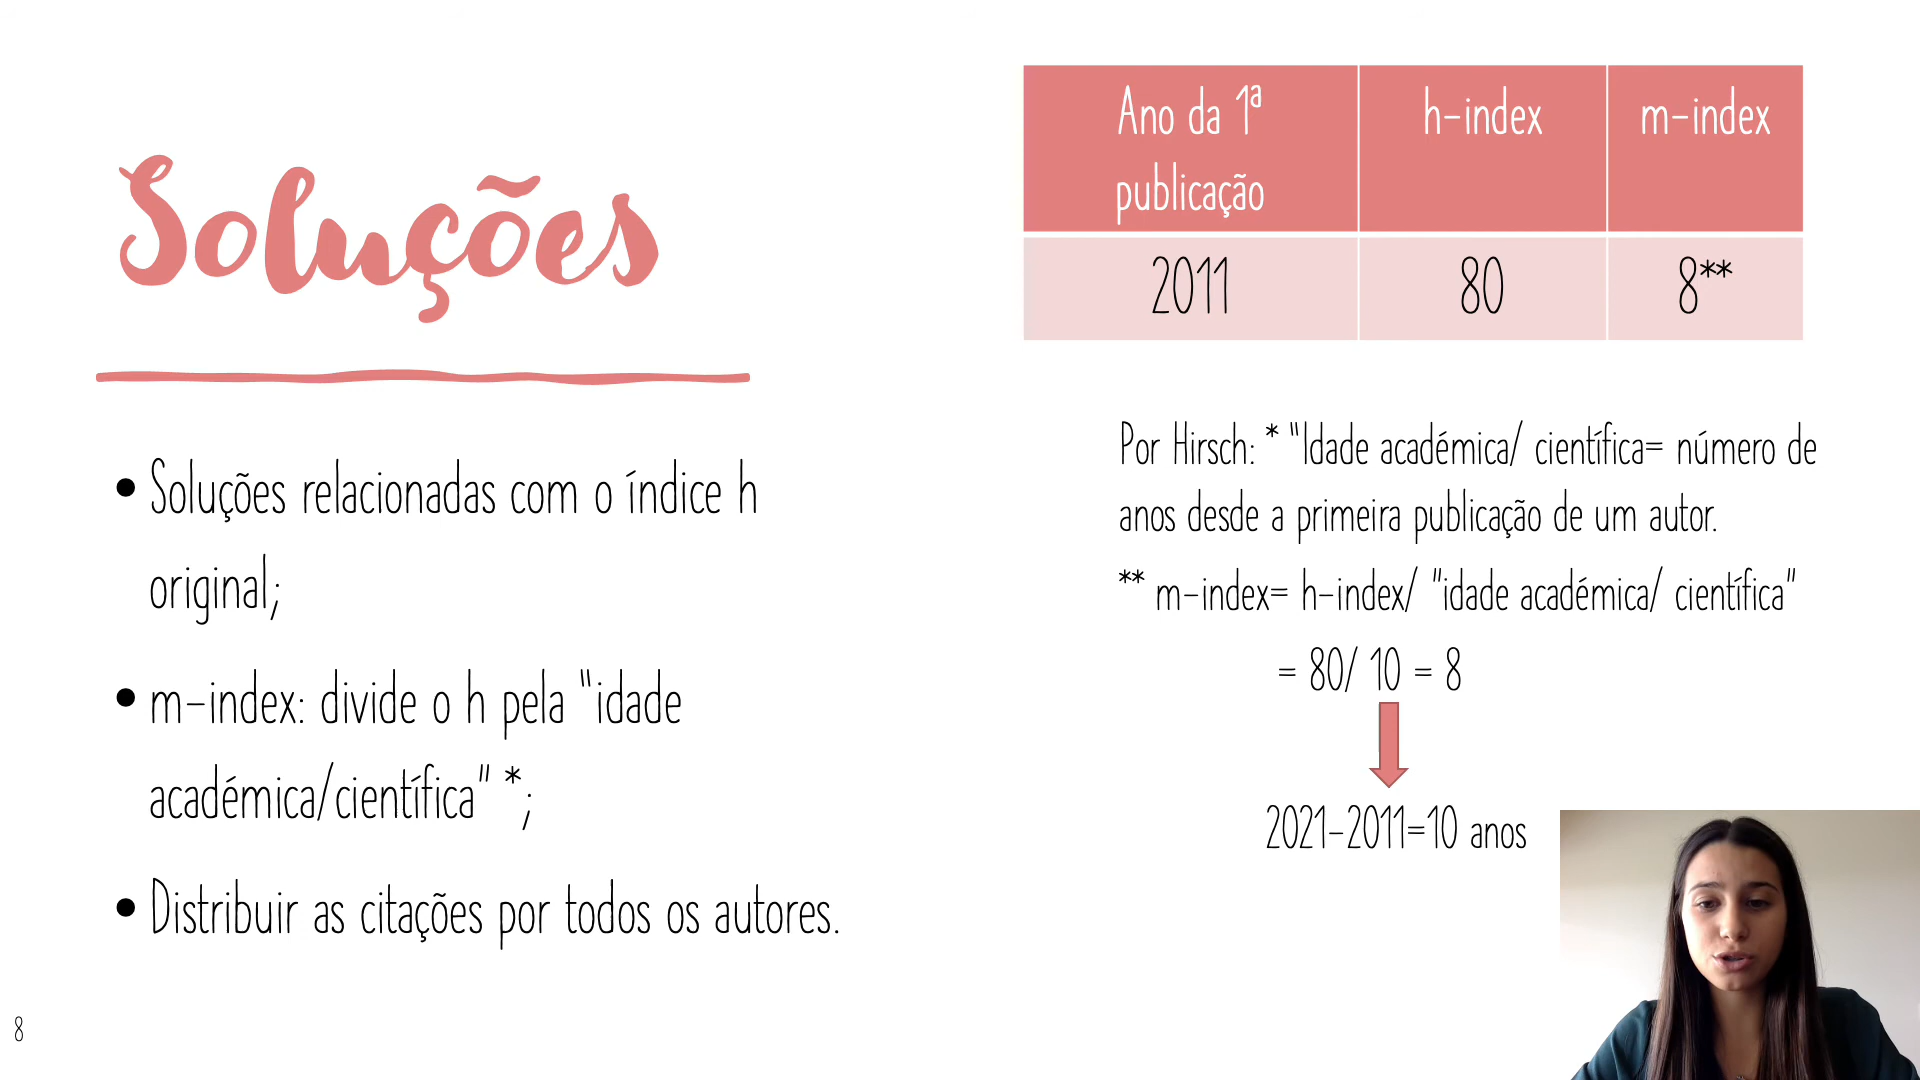 Soluções
• Soluções relacionadas com o índice h
original;
• m-index: divide o h pela "idade
académica/científica" *;
• Distribuir as citações por todos os autores.
Ano da 1ª
publicação
h-index
m-index
2011
80
8**
Por Hirsch: * "Idade académica/ científica= número de
anos desde a primeira publicação de um autor.
** m-index= h-index/ "idade académica/ científica"
= 80/ 10 = 8
2021-2011=10 anos
8